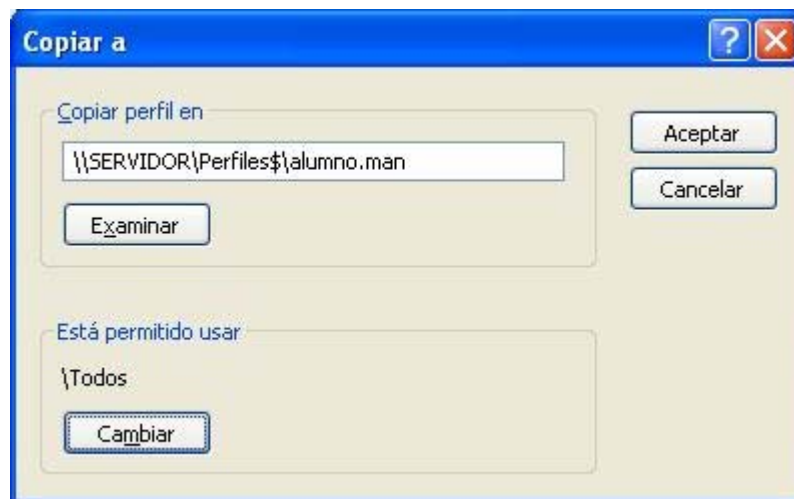 Copiar a
Copiar perfil en
\\SERVIDOR\Perfiles$\alumno.man
Examinar
Aceptar
Cancelar
Está permitido usar
\Todos
Cambiar